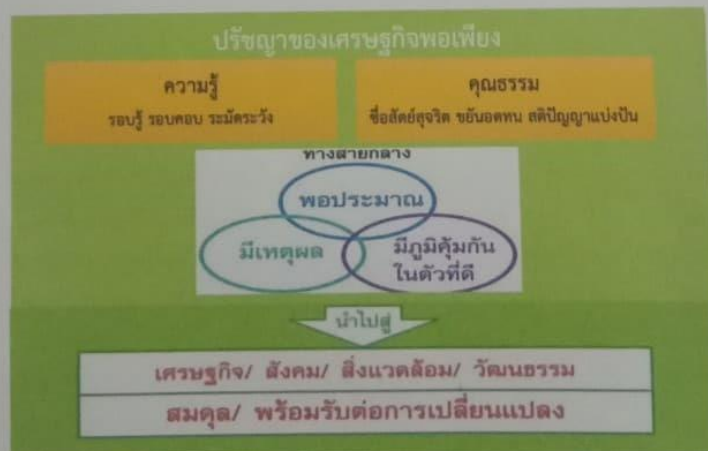 ปรัชญาของเศรษฐกิจพอเพียง
ความรู้
รอบรู้ รอบคอบ ระมัดระวัง
คุณธรรม
ซื่อสัตย์สุจริต ขยันอดทน สติปัญญาแบ่งปัน
ทางสายกลาง
พอประมาณ
มีเหตุผล
มีภูมิคุ้มกัน
ในตัวที่ดี
นำไปสู่
เศรษฐกิจ/ สังคม/ สิ่งแวดล้อม/ วัฒนธรรม
สมดุล/ พร้อมรับต่อการเปลี่ยนแปลง